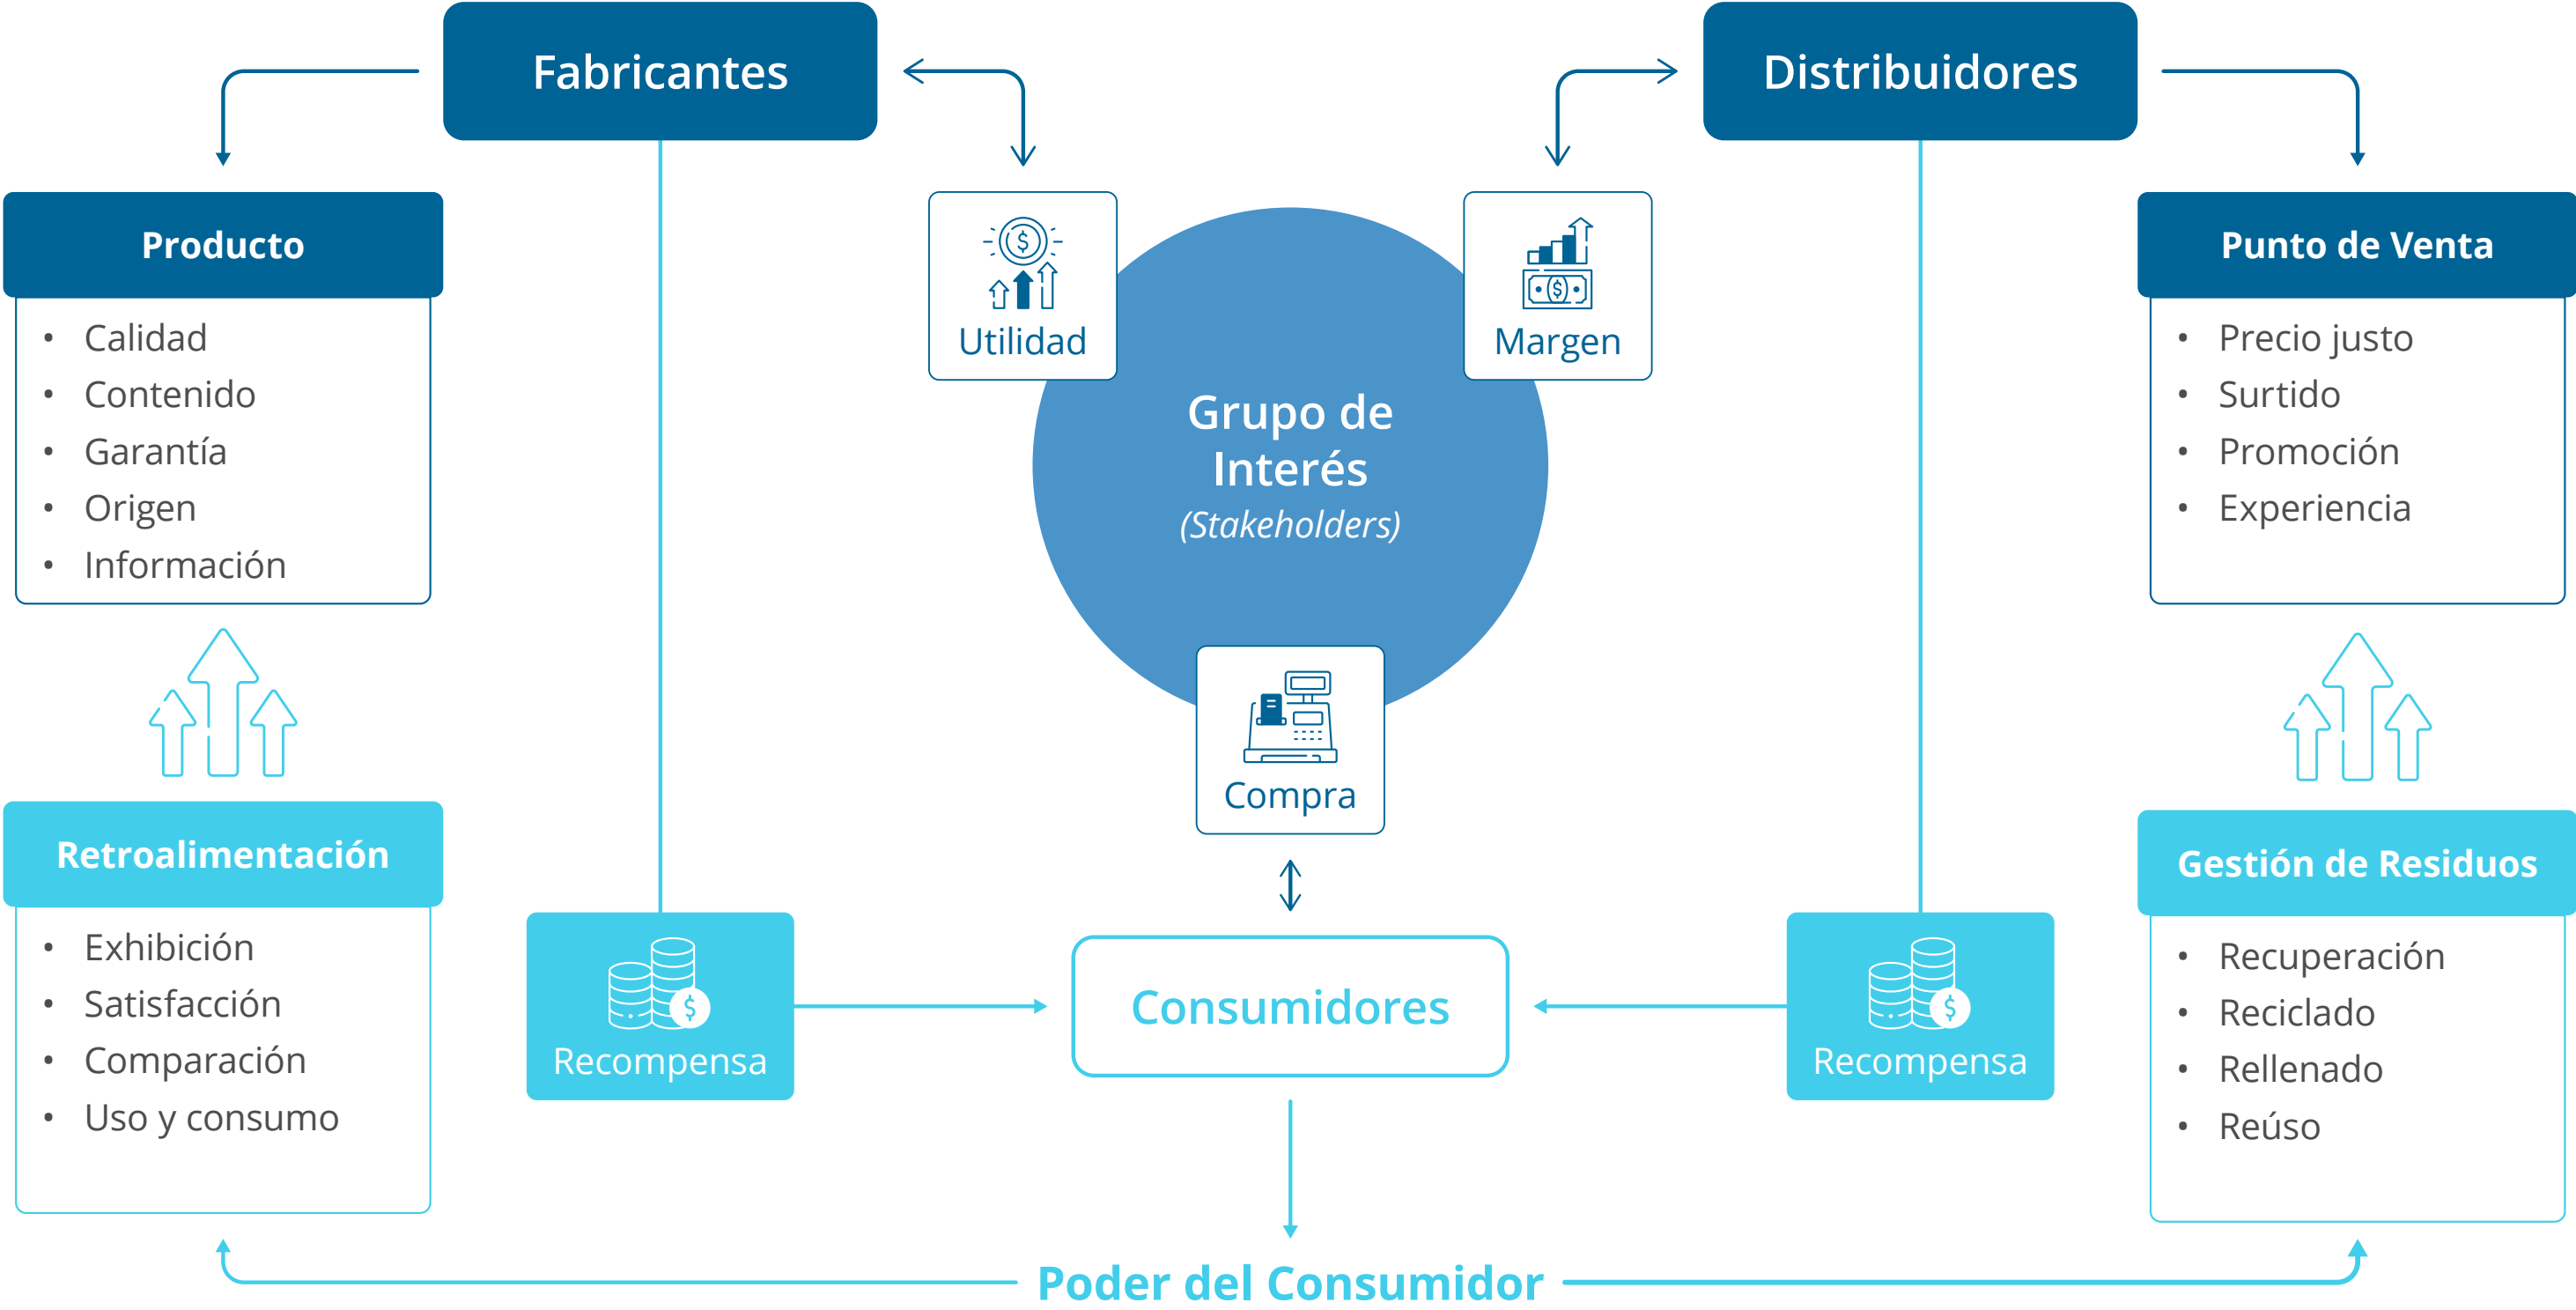 Fabricantes
Distribuidores
Producto
• Calidad
• Contenido
• Garantía
• Origen
• Información
Utilidad
Margen
Grupo de
Interés
(Stakeholders)
Compra
Punto de Venta
• Precio justo
• Surtido
• Promoción
• Experiencia
Retroalimentación
• Exhibición
• Satisfacción
• Comparación
• Uso y consumo
Recompensa
Consumidores
Recompensa
Gestión de Residuos
• Recuperación
• Reciclado
• Rellenado
• Reúso
Poder del Consumidor